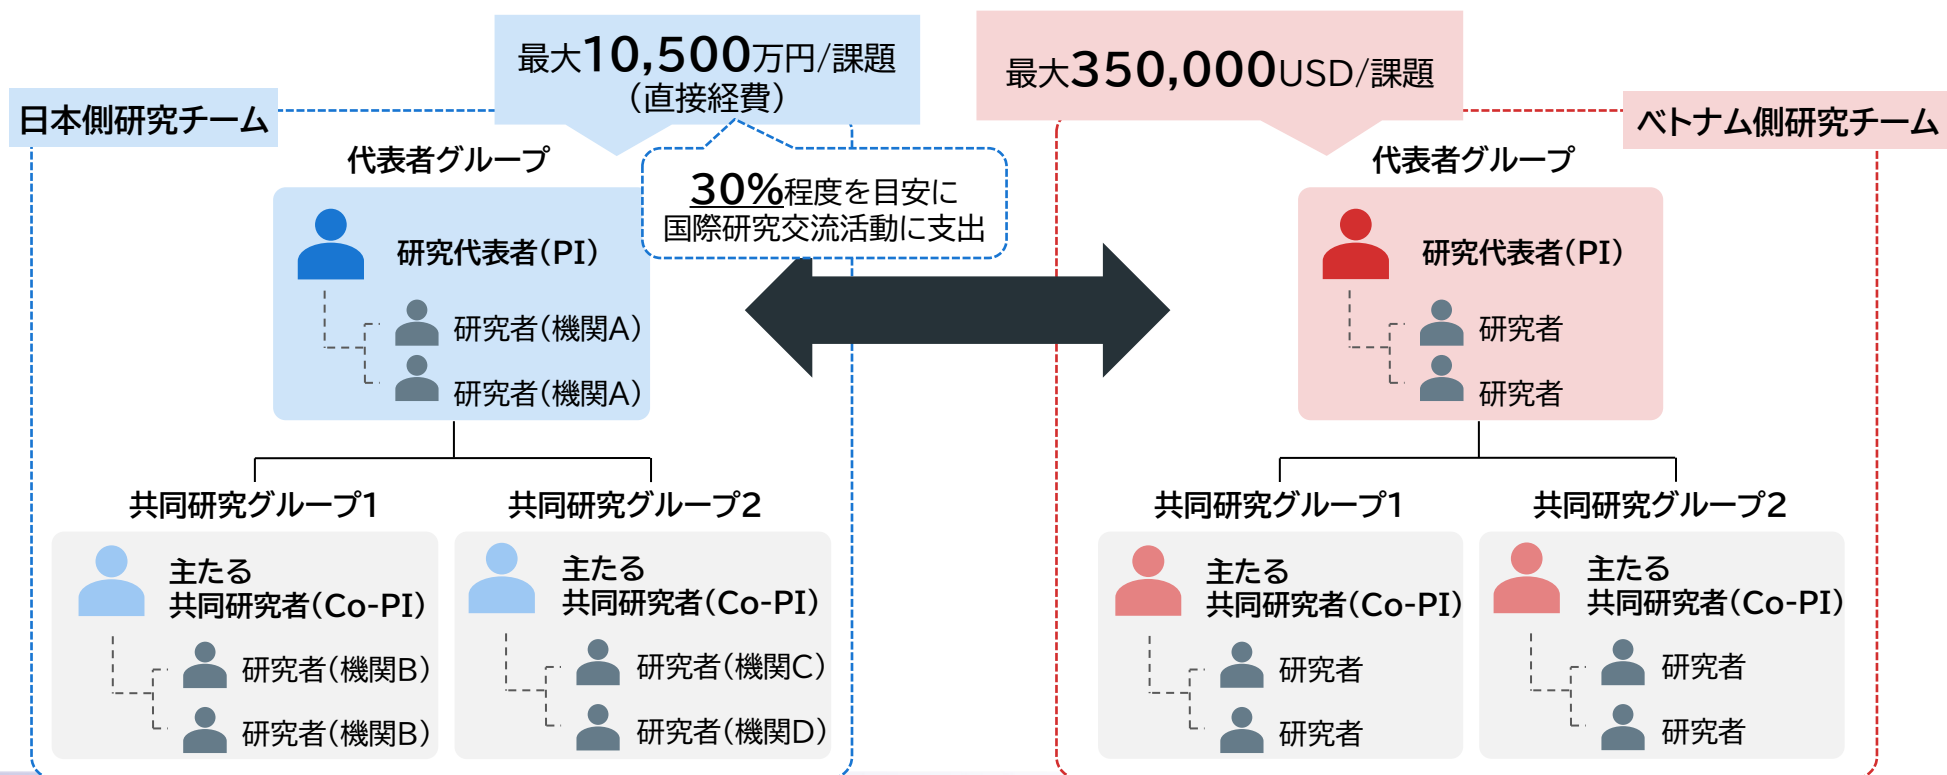 最大10,500万円/課題
（直接経費）
最大350,000USD/課題
日本側研究チーム
ベトナム側研究チーム
代表者グループ
30%程度を目安に
国際研究交流活動に支出
研究代表者(PI)
研究者(機関A)
研究者(機関A)
代表者グループ
研究代表者(PI)
研究者
研究者
共同研究グループ1
主たる
共同研究者(Co-PI)
研究者(機関B)
研究者(機関B)
共同研究グループ2
主たる
共同研究者(Co-PI)
研究者(機関C)
研究者(機関D)
共同研究グループ1
主たる
共同研究者(Co-PI)
研究者
研究者
共同研究グループ2
主たる
共同研究者(Co-PI)
研究者
研究者